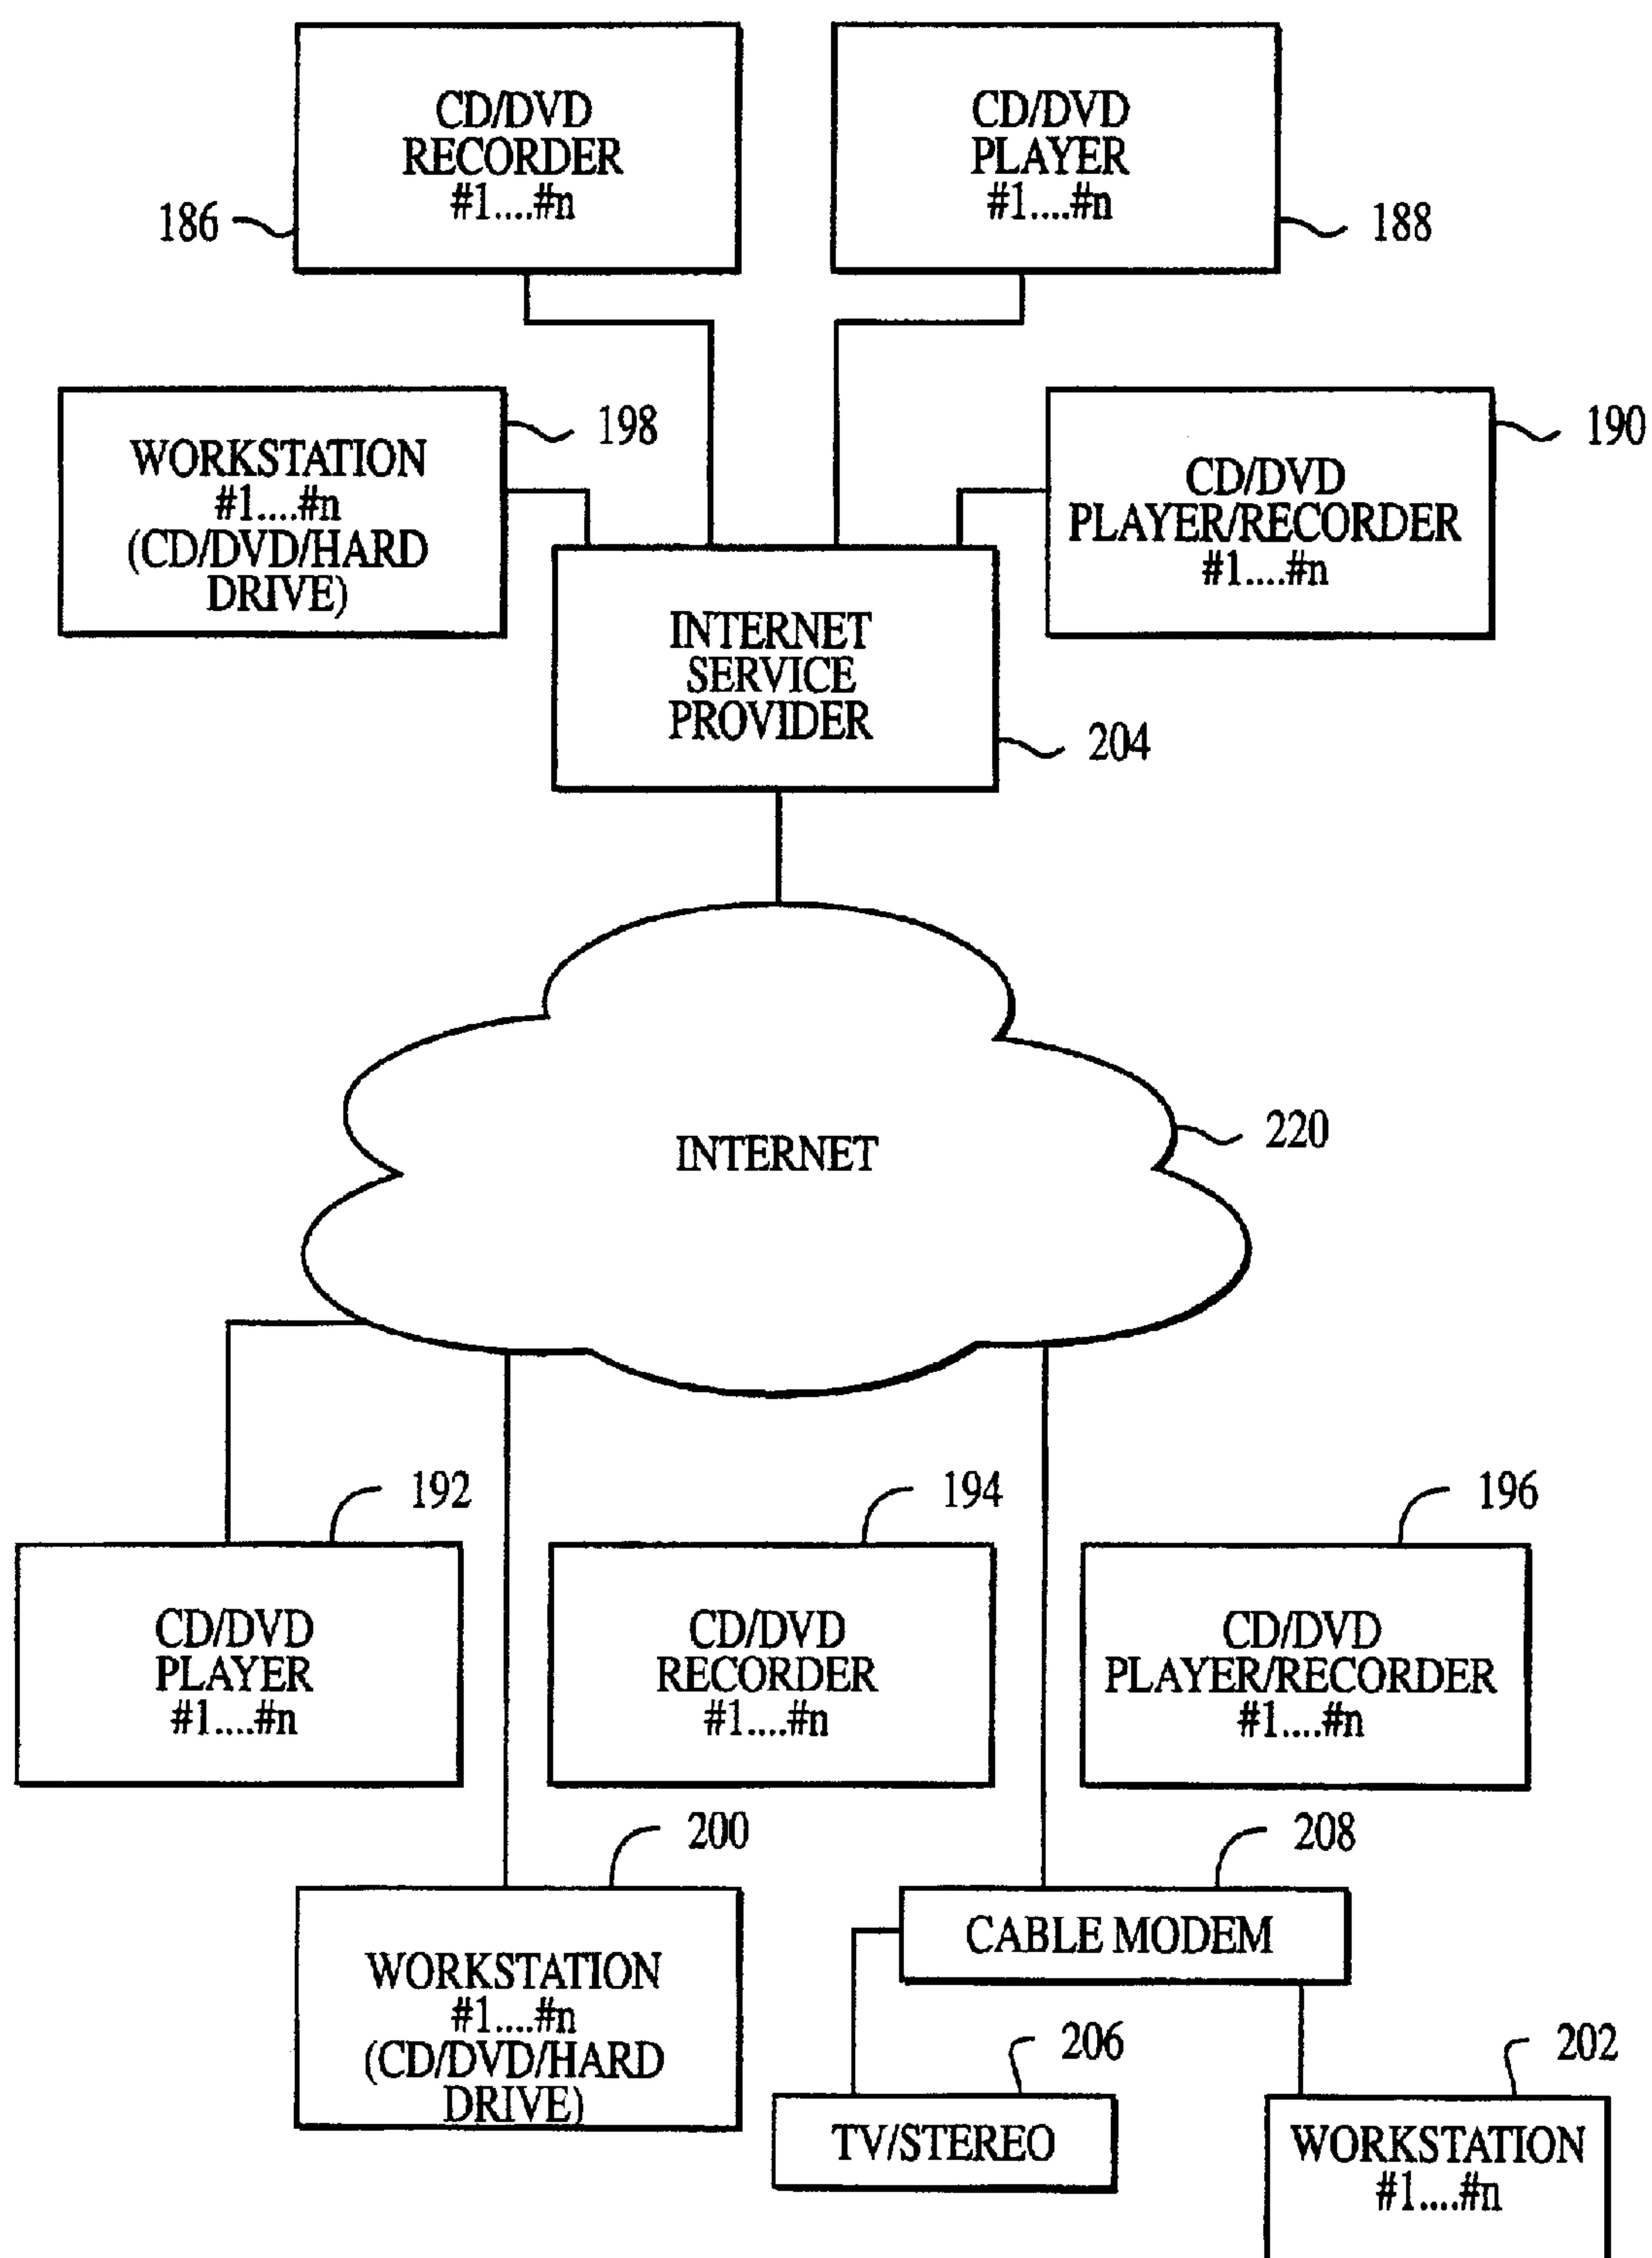 CD/DVD
RECORDER
#1....#n
186
CD/DVD
PLAYER
#1....#n
188
WORKSTATION
#1....#n
(CD/DVD/HARD
DRIVE)
198
CD/DVD
PLAYER/RECORDER
#1....#n
190
INTERNET
SERVICE
PROVIDER
204
INTERNET
220
192
CD/DVD
PLAYER
#1....#n
194
CD/DVD
RECORDER
#1....#n
196
CD/DVD
PLAYER/RECORDER
#1....#n
200
WORKSTATION
#1....#n
(CD/DVD/HARD
DRIVE)
208
CABLE MODEM
206
TV/STEREO
202
WORKSTATION
#1....#n